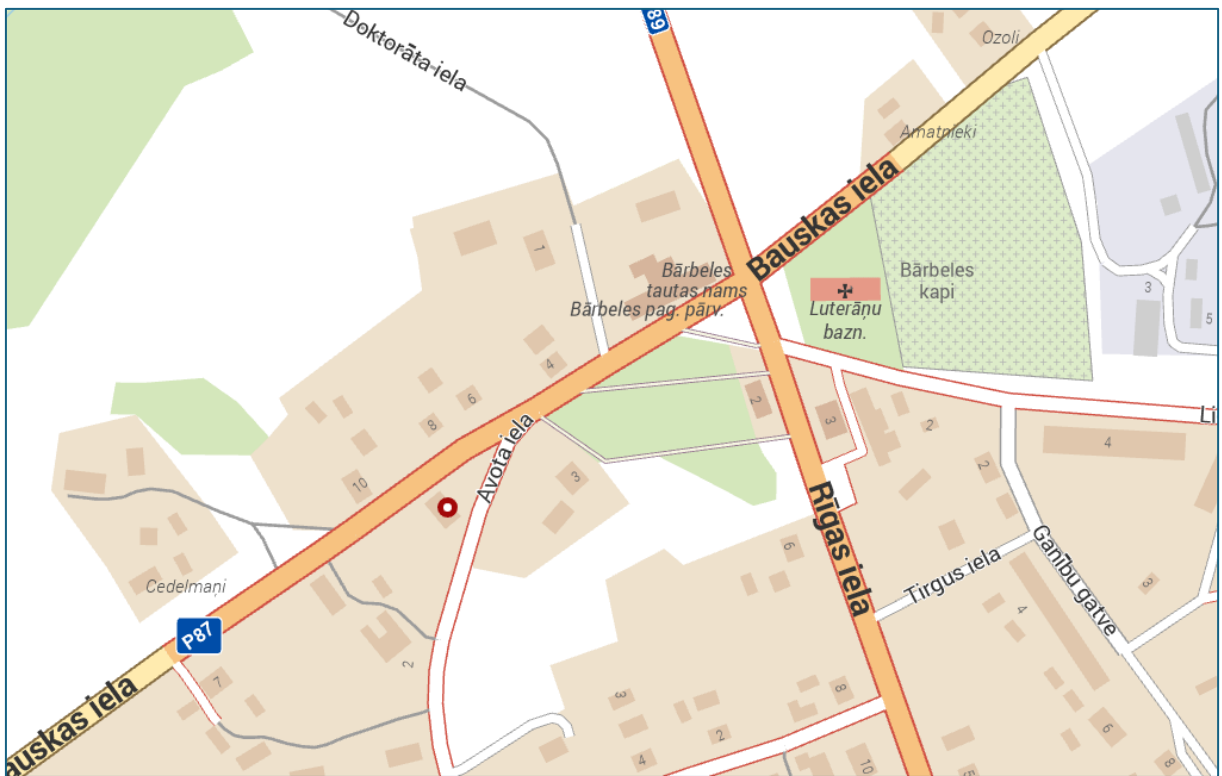 89
Doktorāta iela
Ozoli
Amatnieki
Bauskas iela
1
Bārbeles
tautas nams
Bārbeles pag. pārv.
Bārbeles
kapi
Luterāņu
bazn.
3
5
4
6
8
10
Avota iela
3
2
3
2
2
4
Li
Rīgas iela
6
Tirgus iela
Ganību gatve
3
4
Cedelmaņi
P87
2
7
auskas iela
3
8
2
4
10
5
6
8